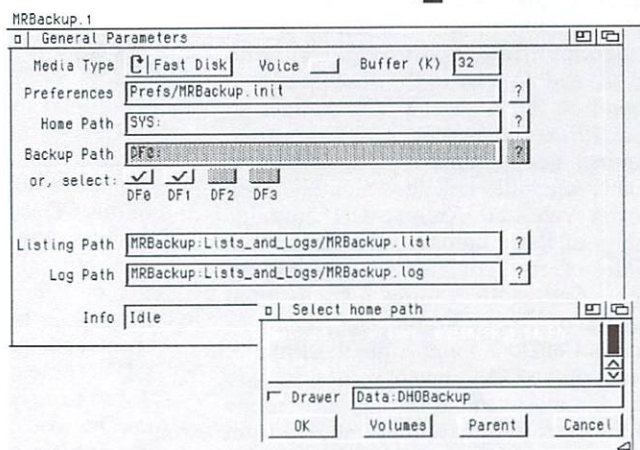 MRBackup.1
General Parameters
Media Type Fast Disk Voice Buffer (K) 32
Preferences Prefs/MRBackup.init ?
Home Path SYS: ?
Backup Path DF0: ?
or, select:
DF0 DF1 DF2 DF3
Listing Path MRBackup:Lists_and_Logs/MRBackup.list ?
Log Path MRBackup:Lists_and_Logs/MRBackup.log ?
Info Idle
Select home path
Drawer Data:DHOBackup
OK Volumes Parent Cancel